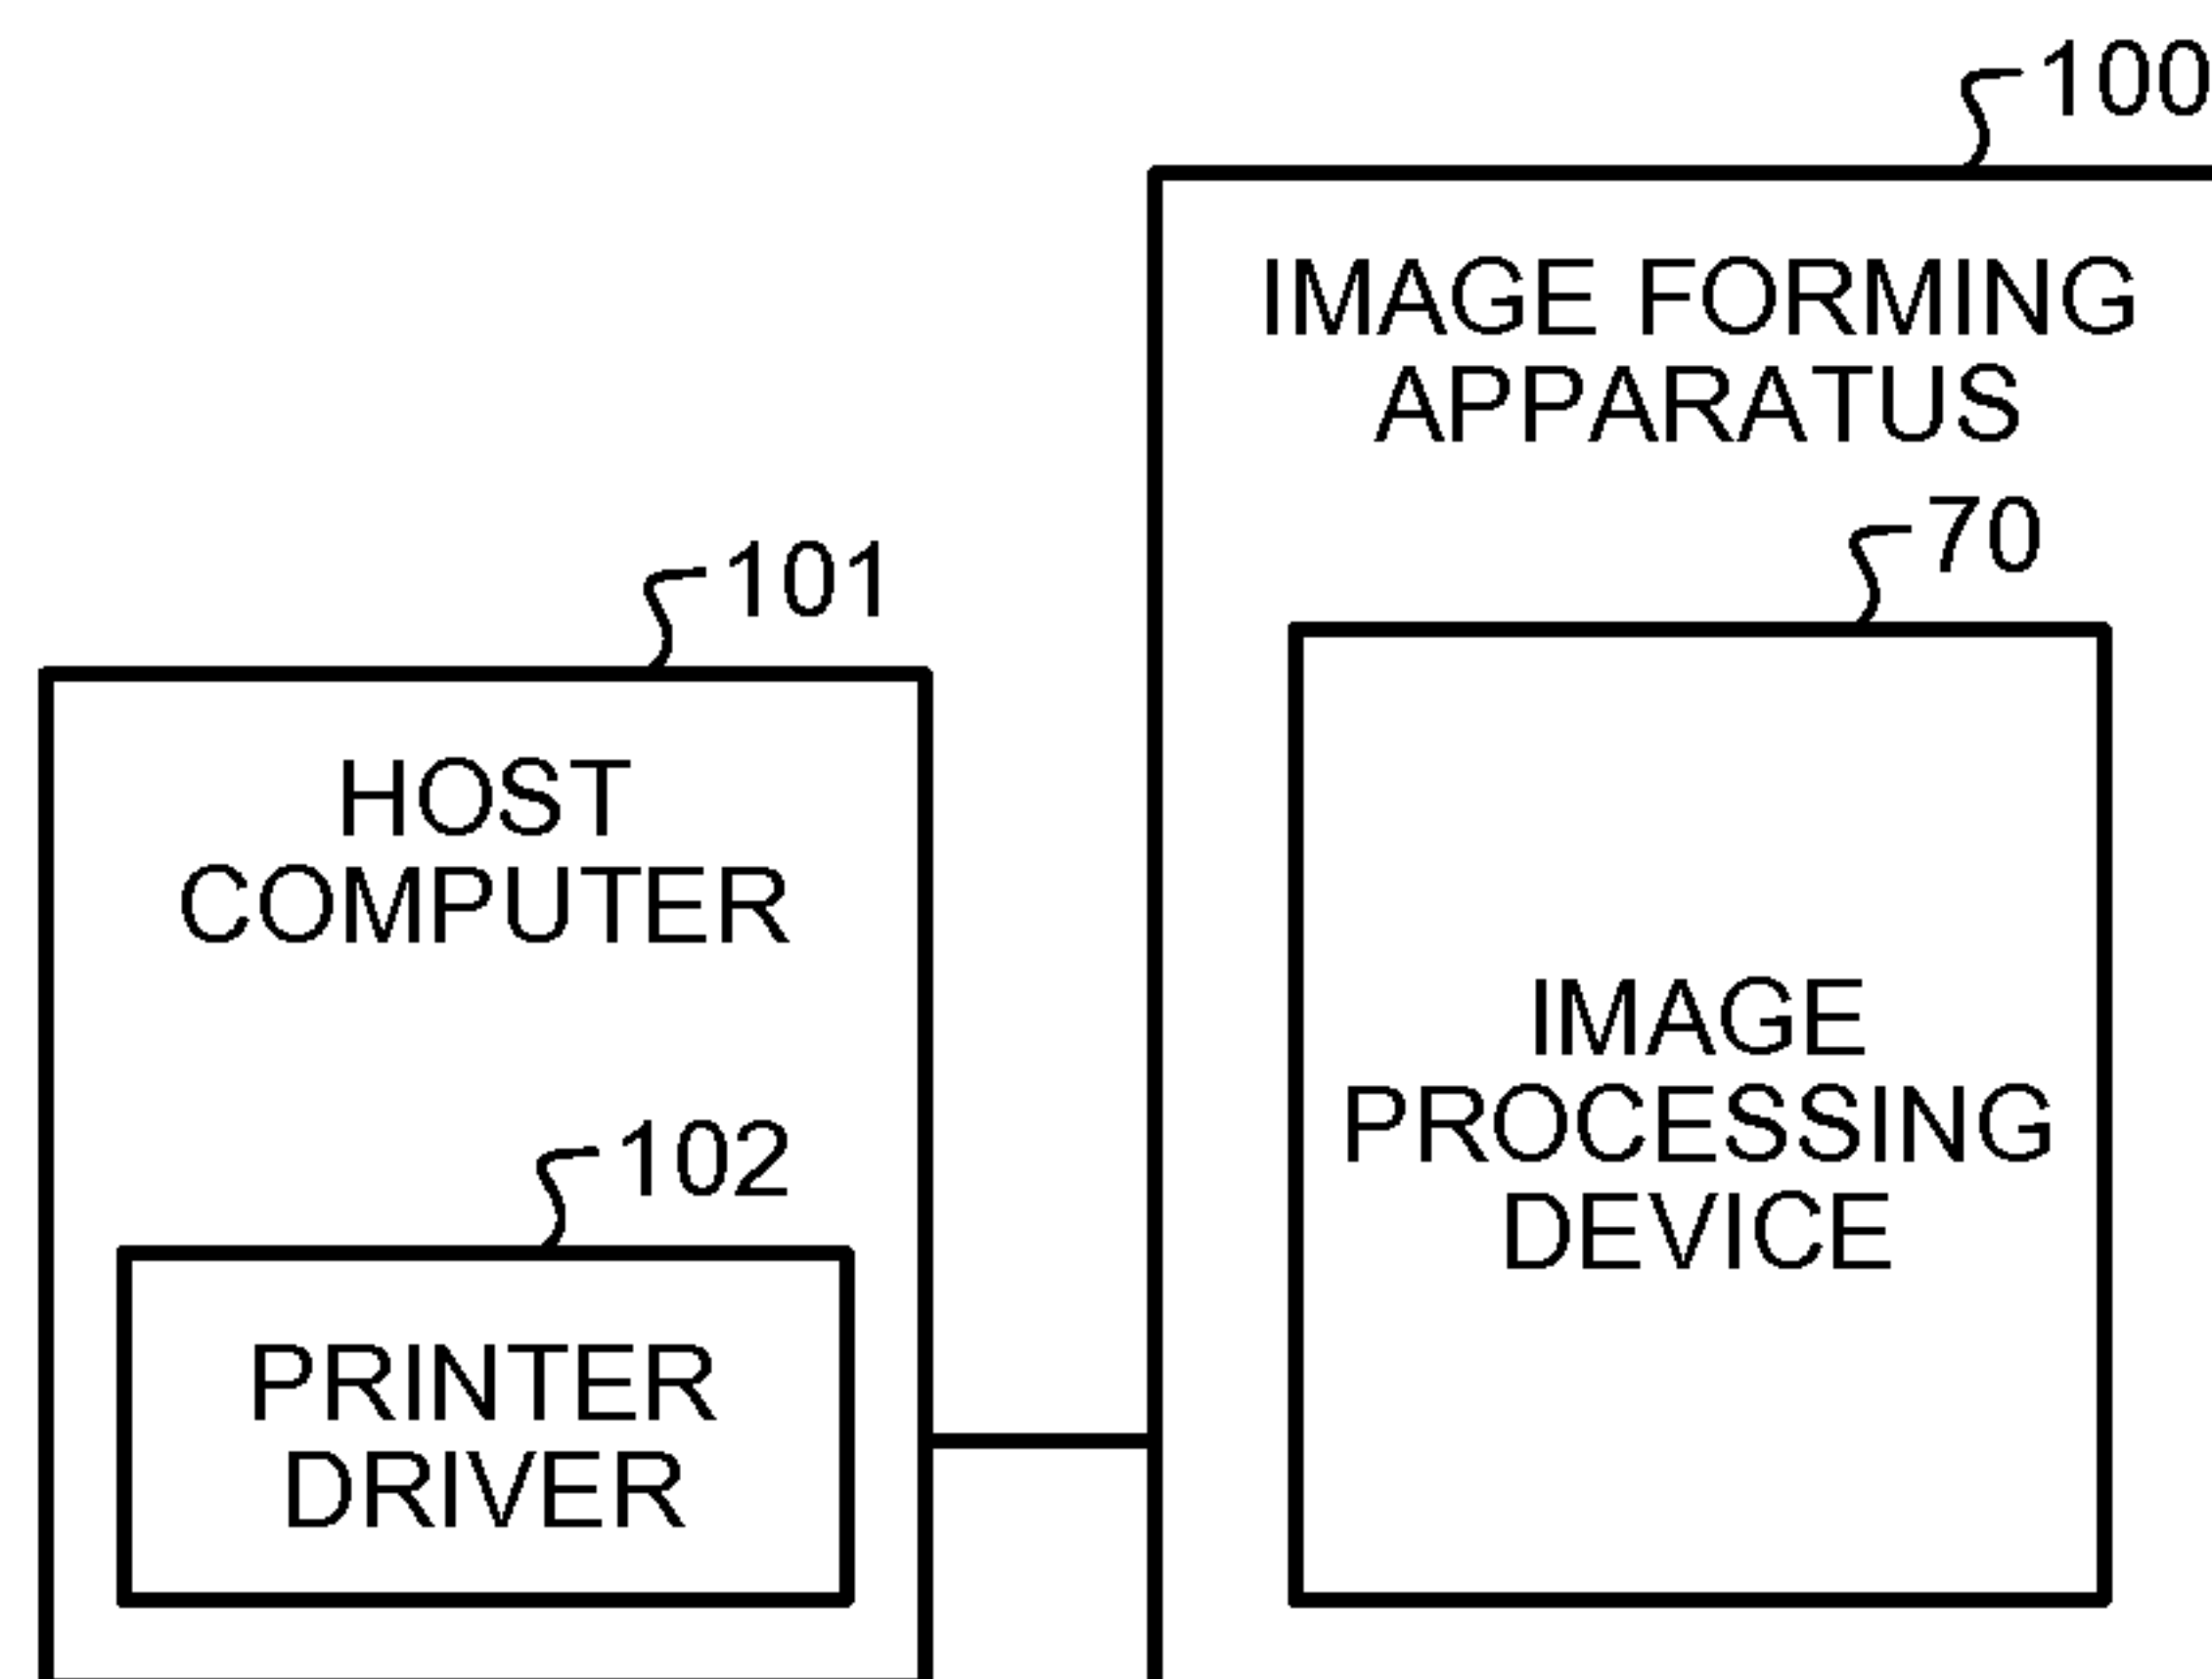 100
IMAGE FORMING
APPARATUS
70
101
HOST
COMPUTER
IMAGE
PROCESSING
DEVICE
102
PRINTER
DRIVER